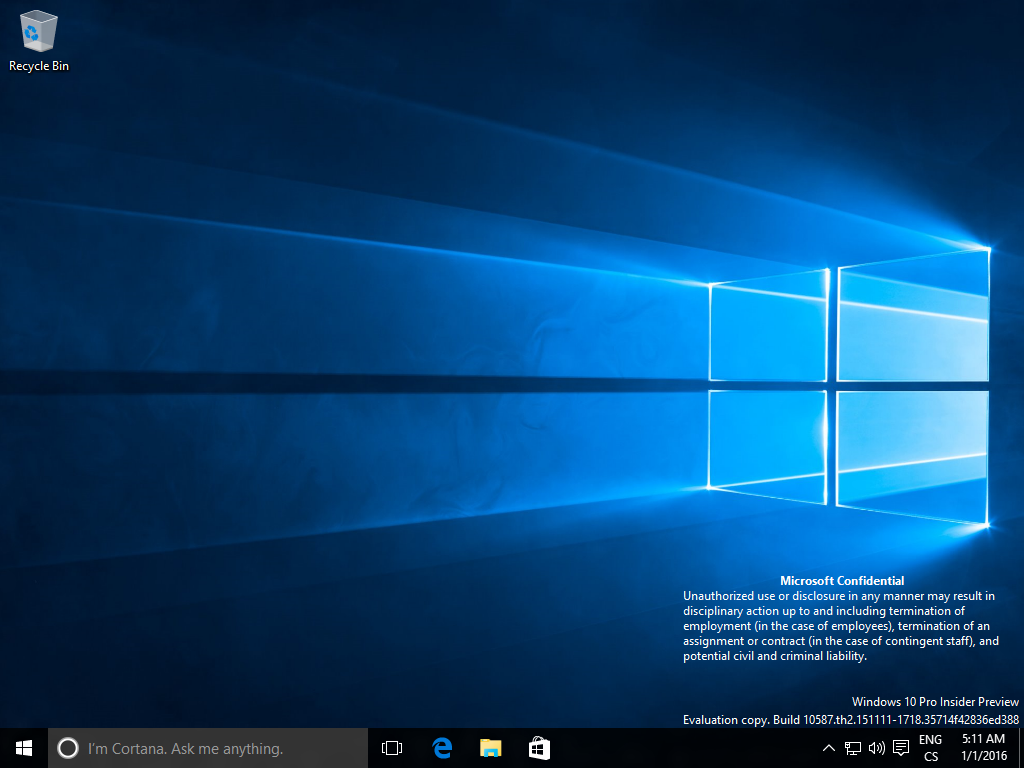 Recycle Bin
Microsoft Confidential
Unauthorized use or disclosure in any manner may result in
disciplinary action up to and including termination of
employment (in the case of employees), termination of an
assignment or contract (in the case of contingent staff), and
potential civil and criminal liability.
Windows 10 Pro Insider Preview
Evaluation copy. Build 10587.th2.151111-1718.35714f42836ed388
I'm Cortana. Ask me anything.
ENG
CS
5:11 AM
1/1/2016